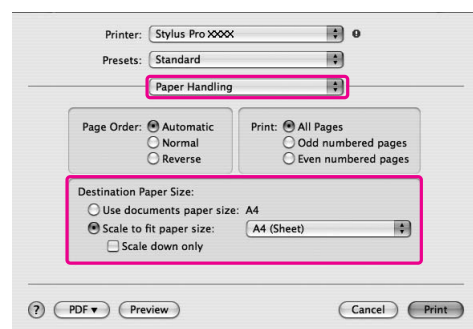 Printer: Stylus Pro XXXX
Presets: Standard
Paper Handling
Page Order: Automatic
Normal
Reverse
Print: All Pages
Odd numbered pages
Even numbered pages
Destination Paper Size:
Use documents paper size: A4
Scale to fit paper size: A4 (Sheet)
Scale down only
? PDF▼ Preview Cancel Print